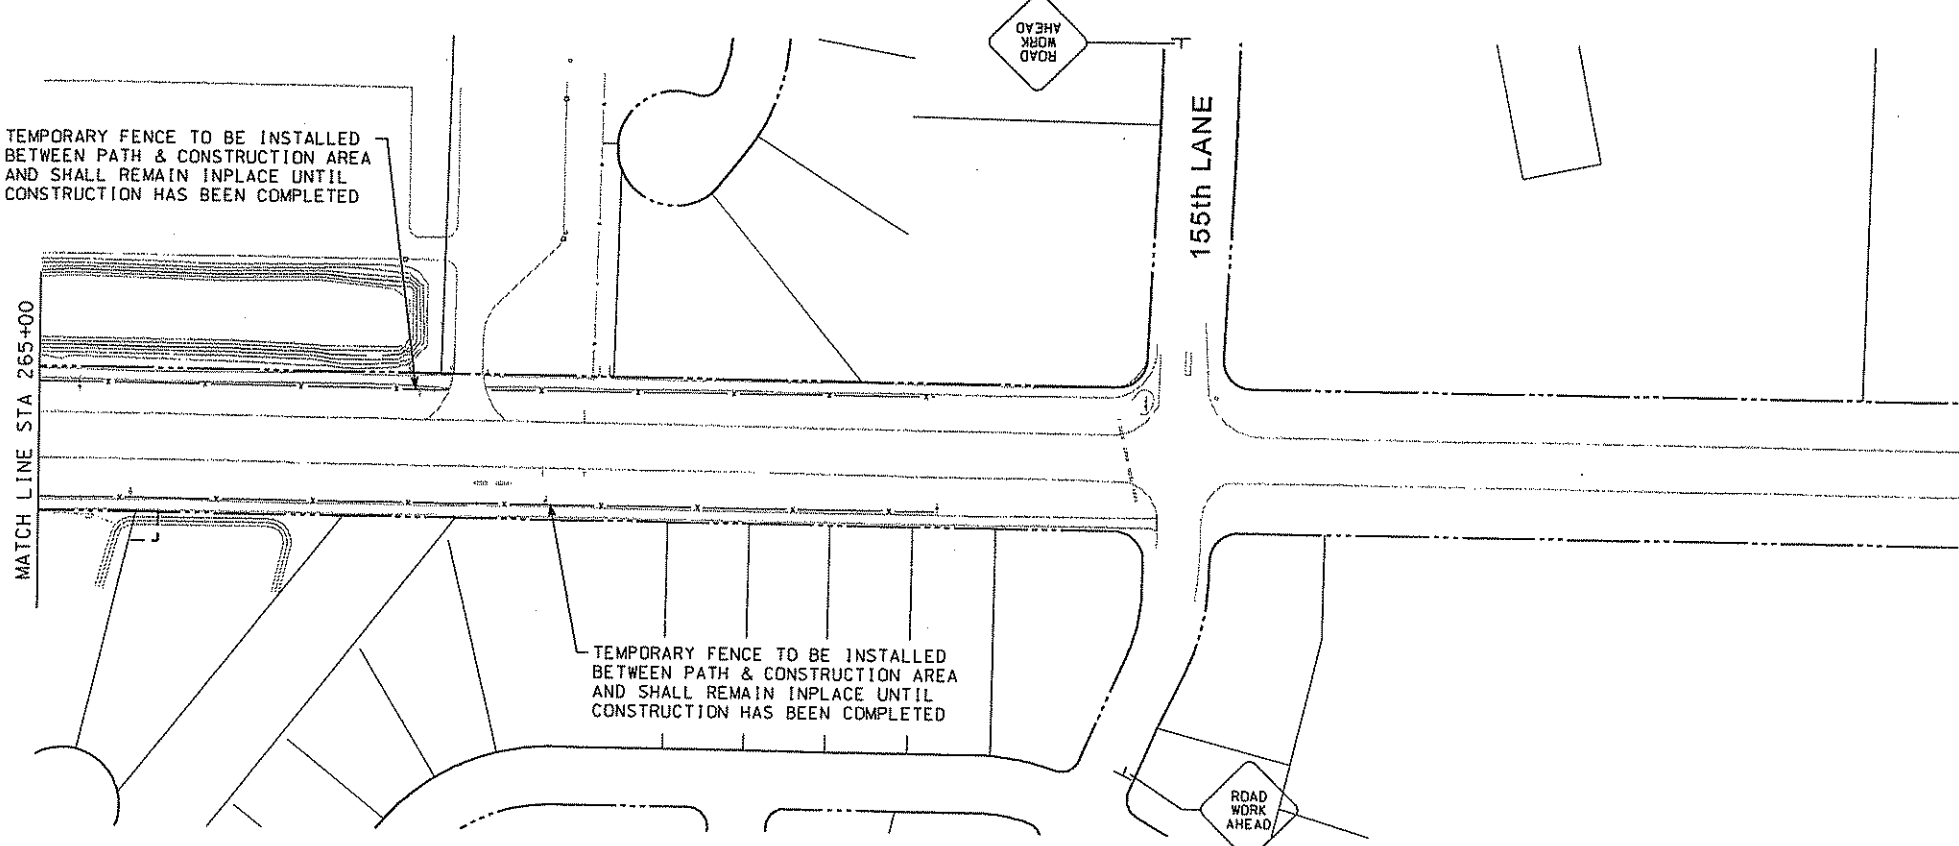 ROAD
WORK
AHEAD
155th LANE
TEMPORARY FENCE TO BE INSTALLED
BETWEEN PATH & CONSTRUCTION AREA
AND SHALL REMAIN INPLACE UNTIL
CONSTRUCTION HAS BEEN COMPLETED
MATCH LINE STA 265+00
TEMPORARY FENCE TO BE INSTALLED
BETWEEN PATH & CONSTRUCTION AREA
AND SHALL REMAIN INPLACE UNTIL
CONSTRUCTION HAS BEEN COMPLETED
ROAD
WORK
AHEAD